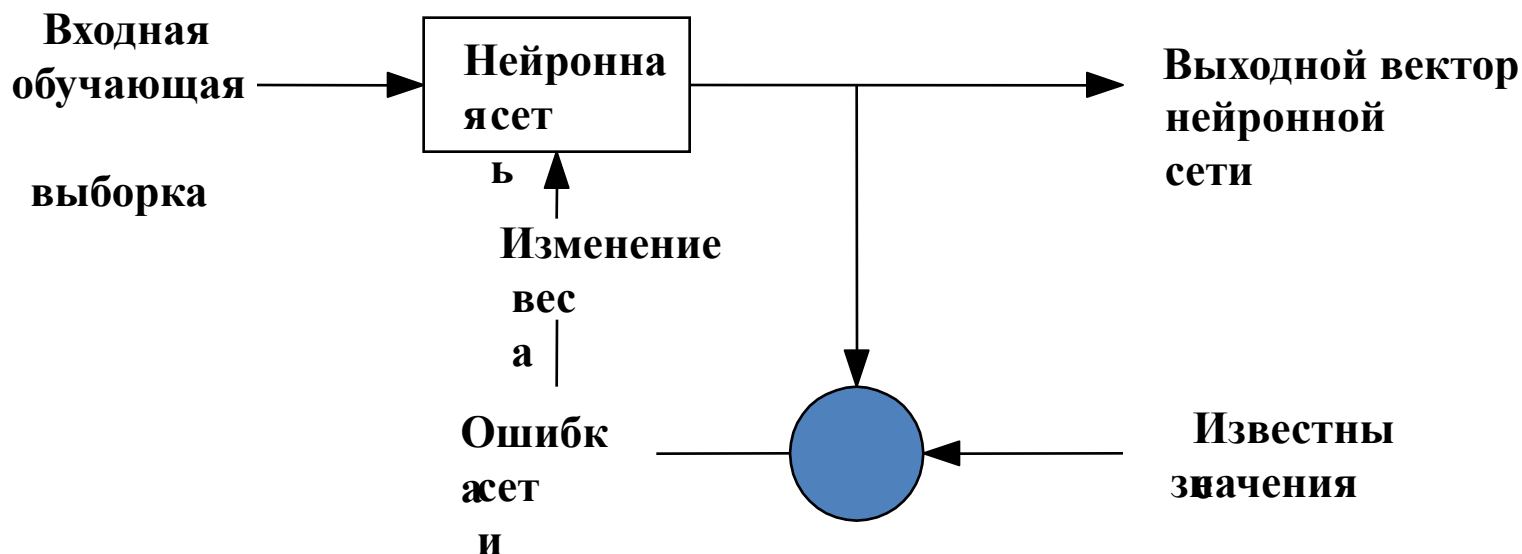 Входная
обучающая
выборка
Нейронна
ясет
ь
Выходной вектор
нейронной
сети
Изменение
вес
а
Ошибк
асет
и
Известны
е
значения